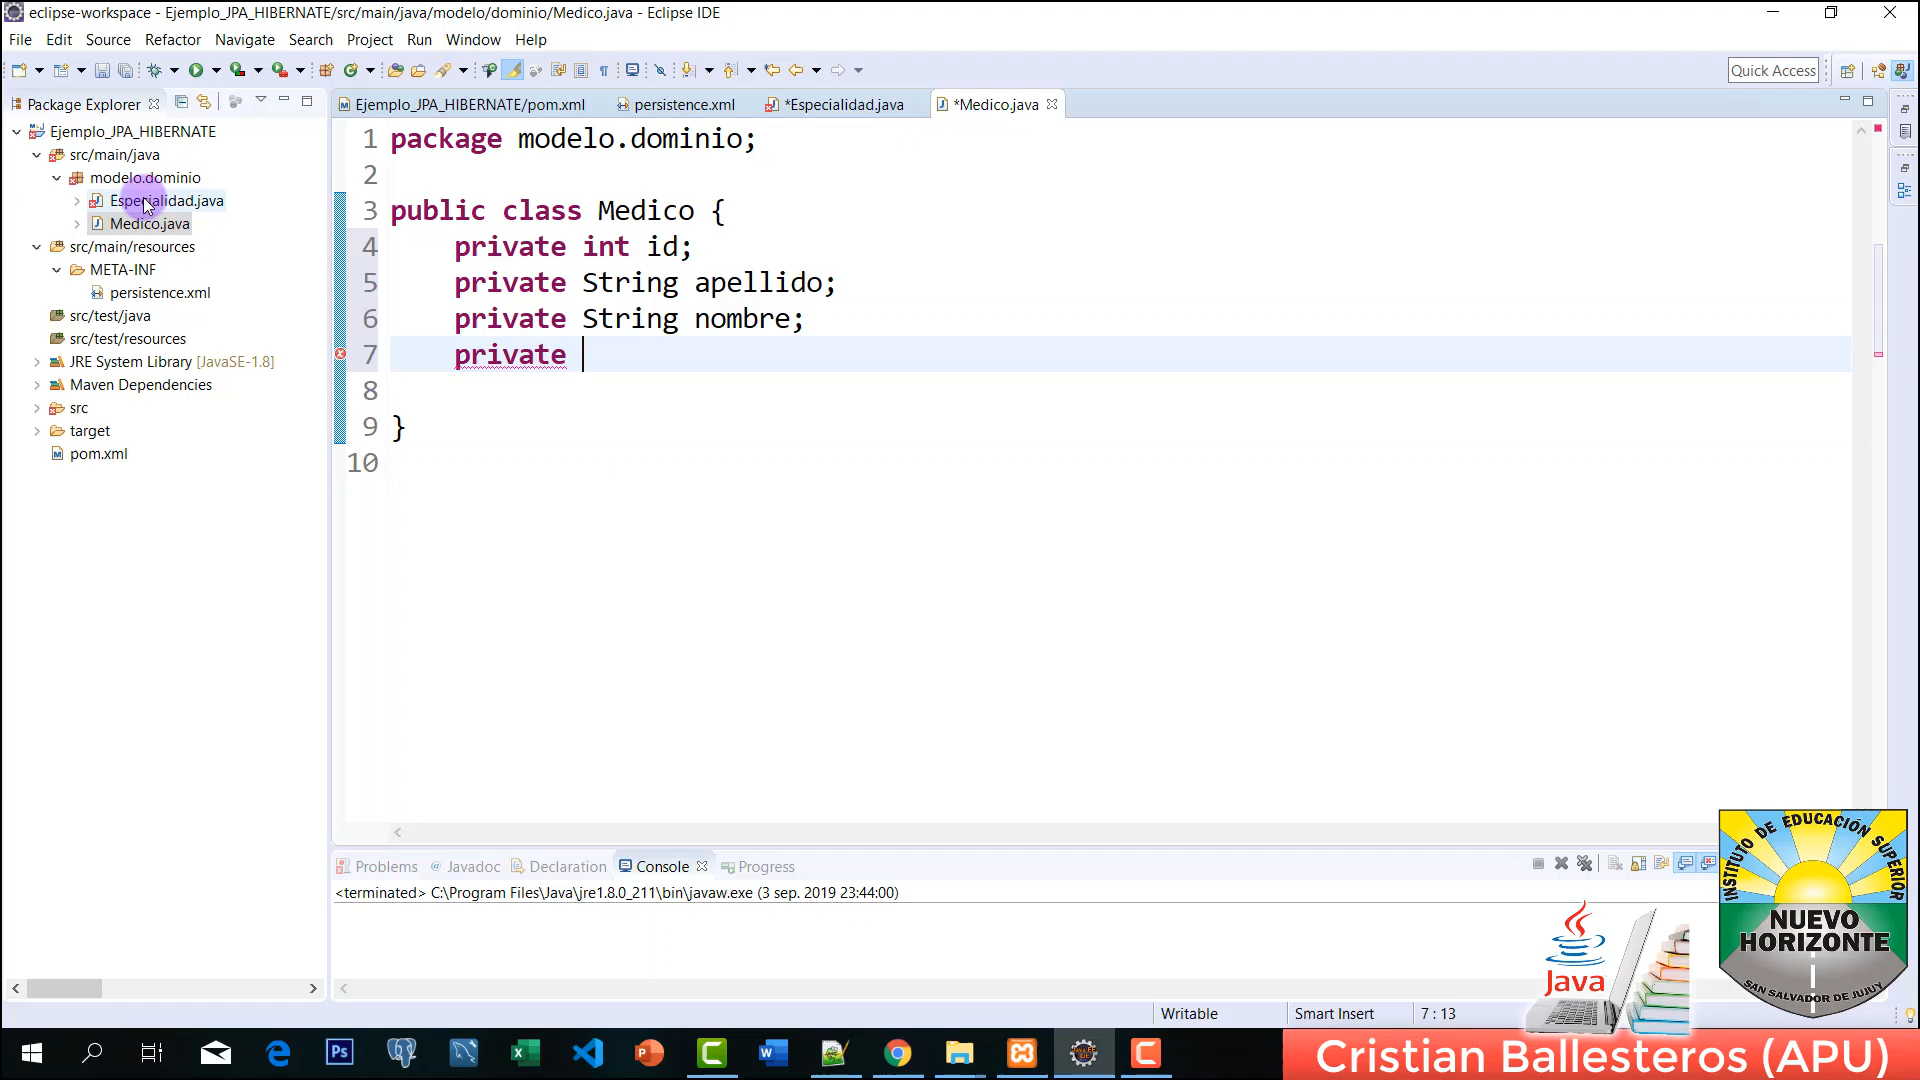 eclipse-workspace - Ejemplo_JPA_HIBERNATE/src/main/java/modelo/dominio/Medico.java - Eclipse IDE
File Edit Source Refactor Navigate Search Project Run Window Help
Quick Access
Package Explorer
Ejemplo_JPA_HIBERNATE/pom.xml persistence.xml *Especialidad.java *Medico.java
Ejemplo_JPA_HIBERNATE
src/main/java
modelo.dominio
Especialidad.java
Medico.java
src/main/resources
META-INF
persistence.xml
src/test/java
src/test/resources
JRE System Library [JavaSE-1.8]
Maven Dependencies
src
target
pom.xml
1 package modelo.dominio;
2
3 public class Medico {
4 private int id;
5 private String apellido;
6 private String nombre;
7 private
8
9 }
10
Problems @ Javadoc Declaration Console Progress
<terminated> C:\Program Files\Java\jre1.8.0_211\bin\javaw.exe (3 sep. 2019 23:44:00)
Writable Smart Insert 7 : 13
INSTITUTO DE EDUCACIÓN SUPERIOR
NUEVO
HORIZONTE
SAN SALVADOR DE JUJUY
Java
Cristian Ballesteros (APU)